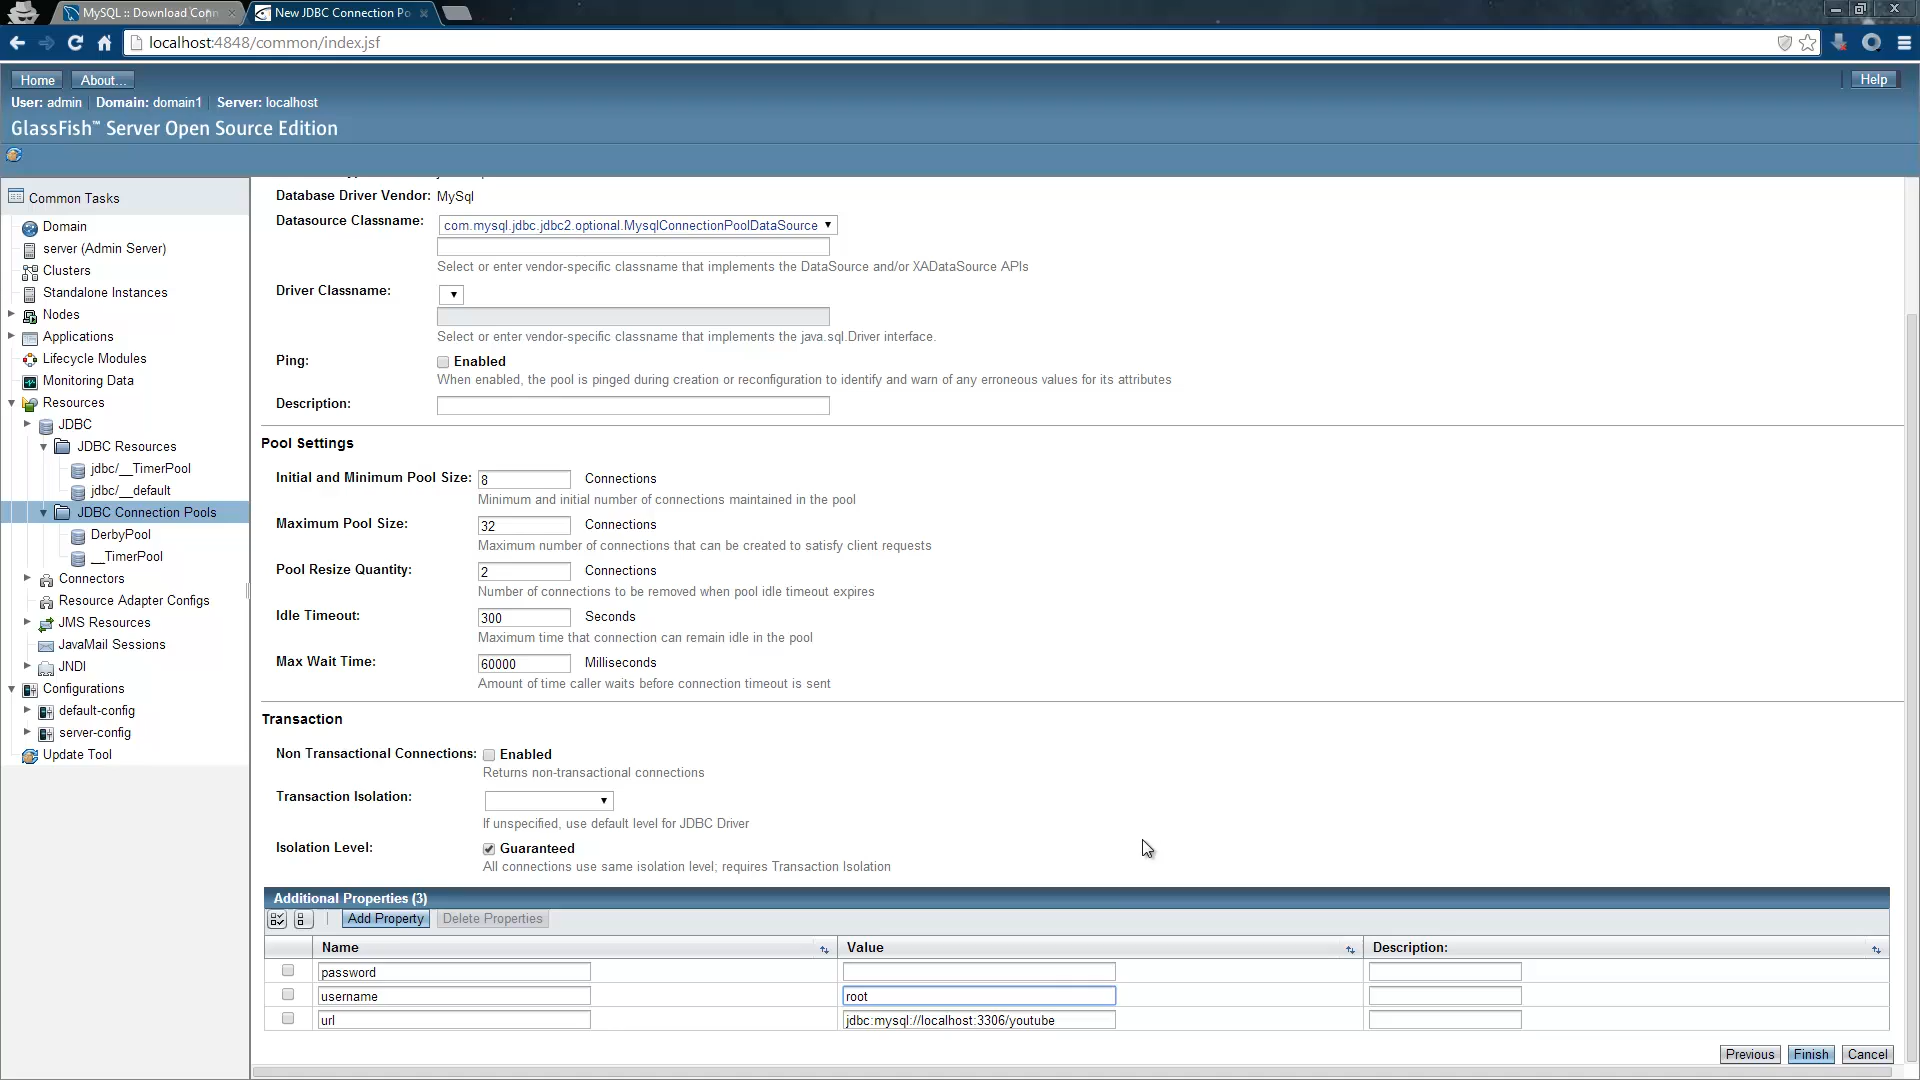 MySQL :: Download Conn
New JDBC Connection Po
localhost:4848/common/index.jsf
Home
About...
Help
User: admin
Domain: domain1
Server: localhost
GlassFish™ Server Open Source Edition
Common Tasks
Domain
server (Admin Server)
Clusters
Standalone Instances
Nodes
Applications
Lifecycle Modules
Monitoring Data
Resources
JDBC
JDBC Resources
jdbc/__TimerPool
jdbc/__default
JDBC Connection Pools
DerbyPool
__TimerPool
Connectors
Resource Adapter Configs
JMS Resources
JavaMail Sessions
JNDI
Configurations
default-config
server-config
Update Tool
Database Driver Vendor: MySql
Datasource Classname: com.mysql.jdbc.jdbc2.optional.MysqlConnectionPoolDataSource
Select or enter vendor-specific classname that implements the DataSource and/or XADataSource APIs
Driver Classname:
Select or enter vendor-specific classname that implements the java.sql.Driver interface.
Ping: Enabled
When enabled, the pool is pinged during creation or reconfiguration to identify and warn of any erroneous values for its attributes
Description:
Pool Settings
Initial and Minimum Pool Size: 8 Connections
Minimum and initial number of connections maintained in the pool
Maximum Pool Size: 32 Connections
Maximum number of connections that can be created to satisfy client requests
Pool Resize Quantity: 2 Connections
Number of connections to be removed when pool idle timeout expires
Idle Timeout: 300 Seconds
Maximum time that connection can remain idle in the pool
Max Wait Time: 60000 Milliseconds
Amount of time caller waits before connection timeout is sent
Transaction
Non Transactional Connections: Enabled
Returns non-transactional connections
Transaction Isolation:
If unspecified, use default level for JDBC Driver
Isolation Level: Guaranteed
All connections use same isolation level; requires Transaction Isolation
Additional Properties (3)
Add Property
Delete Properties
Name Value Description:
password
username root
url jdbc:mysql://localhost:3306/youtube
Previous
Finish
Cancel